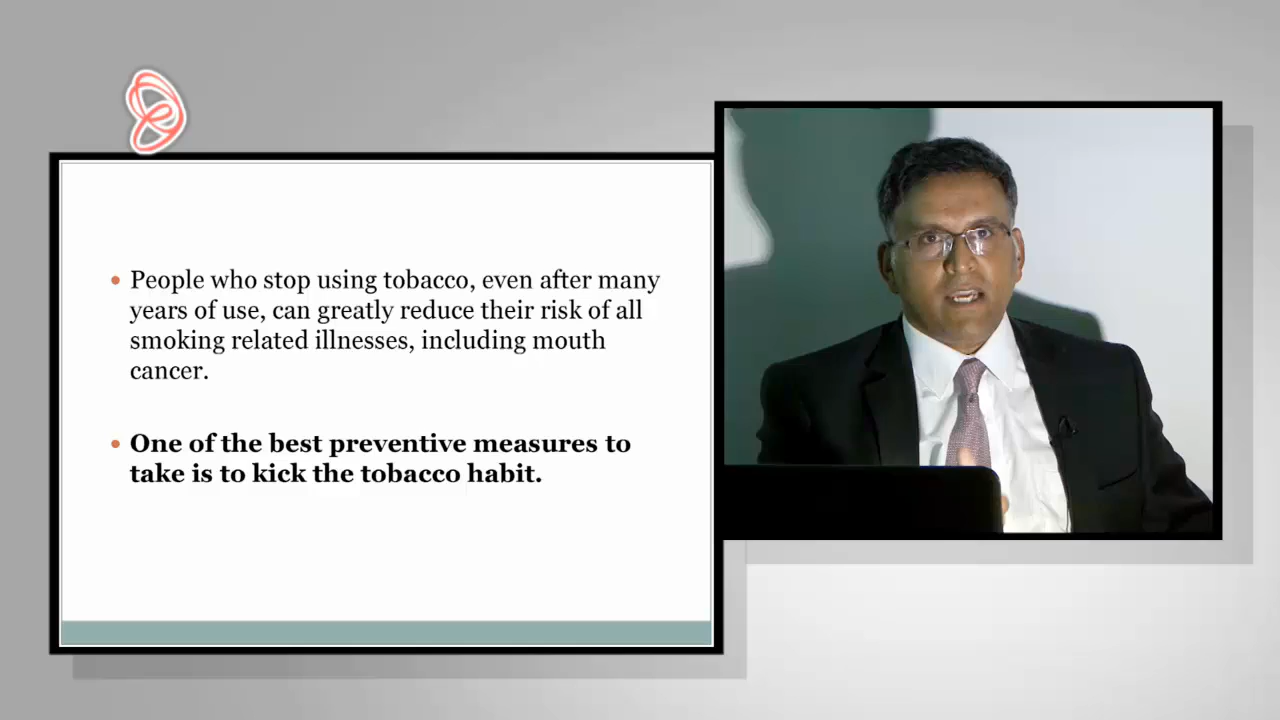 People who stop using tobacco, even after many
years of use, can greatly reduce their risk of all
smoking related illnesses, including mouth
cancer.
One of the best preventive measures to
take is to kick the tobacco habit.